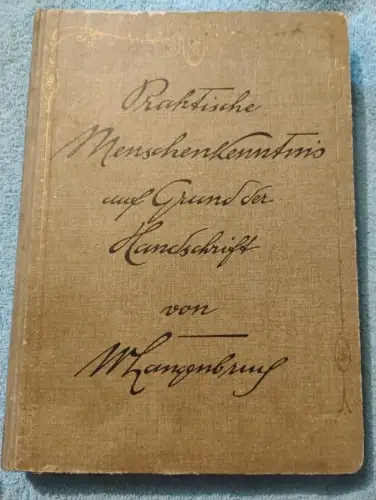 Praktische
Menschenkenntnis
auf Grund der
Handschrift
von
W Langenbruch